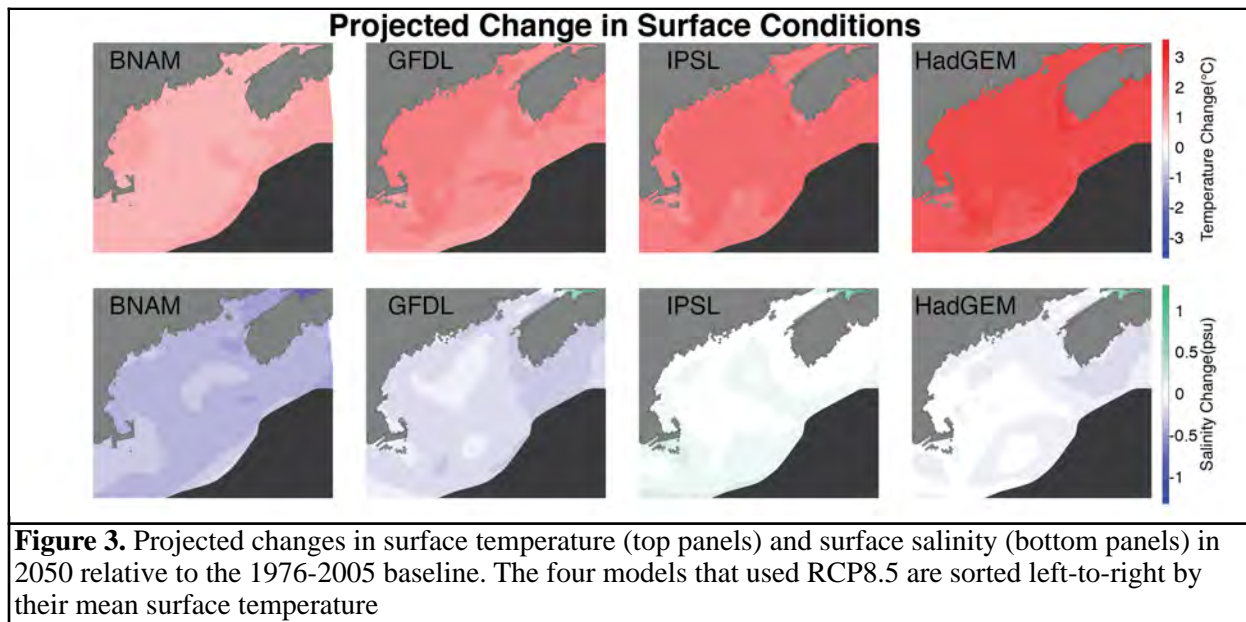 Projected Change in Surface Conditions
BNAM GFDL IPSL HadGEM
3
2
1
0
-1
-2
-3
Temperature Change(°C)
BNAM GFDL IPSL HadGEM
1
0.5
0
-0.5
-1
Salinity Change(psu)
Figure 3. Projected changes in surface temperature (top panels) and surface salinity (bottom panels) in
2050 relative to the 1976-2005 baseline. The four models that used RCP8.5 are sorted left-to-right by
their mean surface temperature